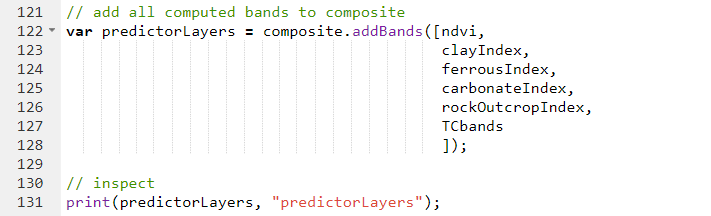 121 // add all computed bands to composite
122 var predictorLayers = composite.addBands([ndvi,
123 clayIndex,
124 ferrousIndex,
125 carbonateIndex,
126 rockOutcropIndex,
127 TCbands
128 ]);
129
130 // inspect
131 print(predictorLayers, "predictorLayers");